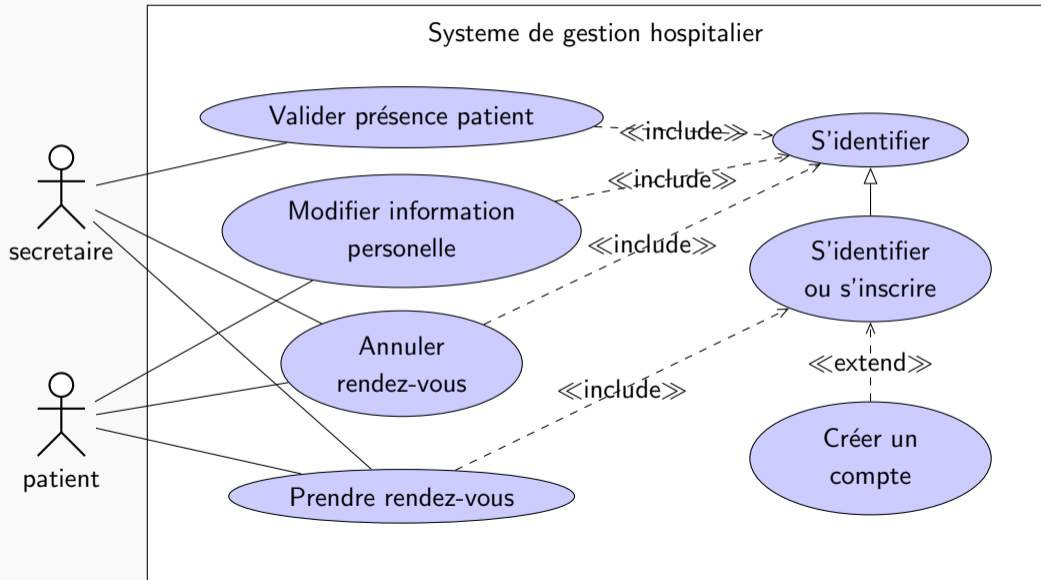 Systeme de gestion hospitalier
Valider présence patient
≪include≫
S'identifier
≪include≫
Modifier information
personelle
secretaire
≪include≫
S'identifier
ou s'inscrire
Annuler
rendez-vous
≪extend≫
≪include≫
patient
Créer un
compte
Prendre rendez-vous